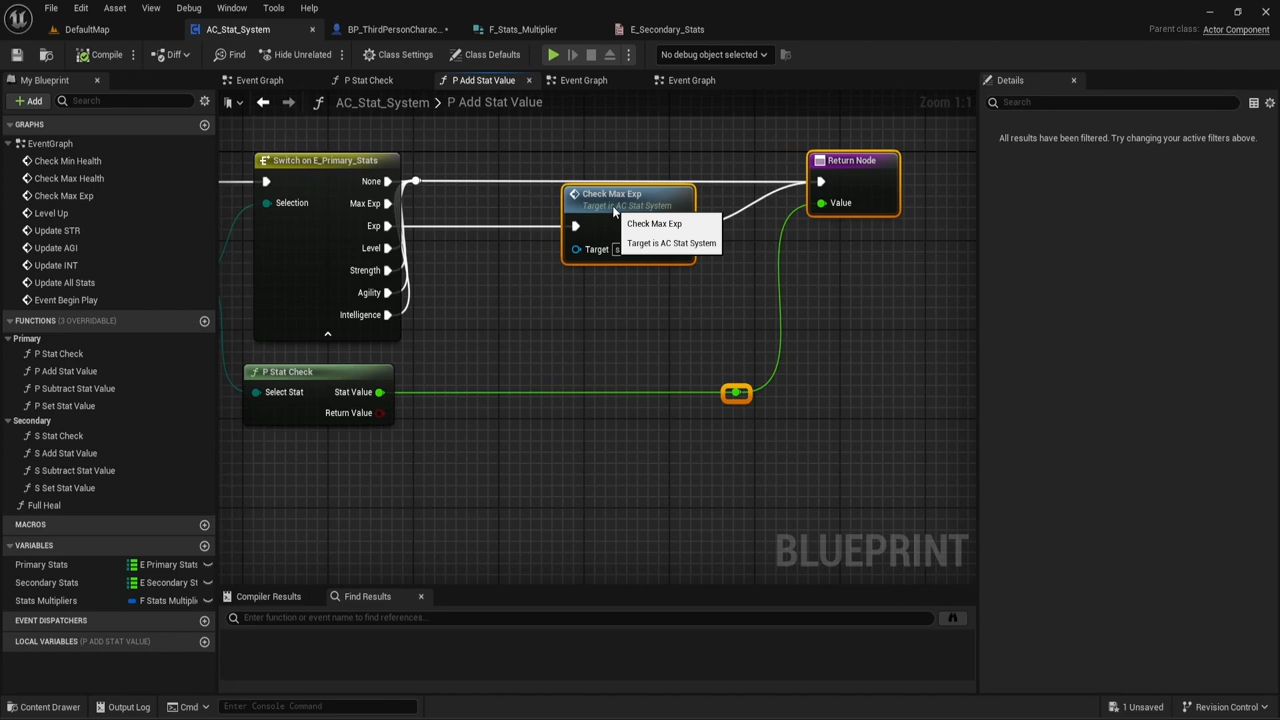 File Edit Asset View Debug Window Tools Help
DefaultMap
AC_Stat_System
BP_ThirdPersonCharac...•
F_Stats_Multiplier
E_Secondary_Stats
Parent class: Actor Component
Compile
Diff
Find
Hide Unrelated
Class Settings
Class Defaults
No debug object selected
My Blueprint
Event Graph
P Stat Check
P Add Stat Value
Event Graph
Event Graph
Details
Add
Search
AC_Stat_System > P Add Stat Value
Zoom 1:1
Search
All results have been filtered. Try changing your active filters above.
GRAPHS
EventGraph
Check Min Health
Check Max Health
Check Max Exp
Level Up
Update STR
Update AGI
Update INT
Update All Stats
Event Begin Play
FUNCTIONS (3 OVERRIDABLE)
Primary
P Stat Check
P Add Stat Value
P Subtract Stat Value
P Set Stat Value
Secondary
S Stat Check
S Add Stat Value
S Subtract Stat Value
S Set Stat Value
Full Heal
MACROS
VARIABLES
Primary Stats E Primary Stats
Secondary Stats E Secondary St
Stats Multipliers F Stats Multipli
EVENT DISPATCHERS
LOCAL VARIABLES (P ADD STAT VALUE)
Switch on E_Primary_Stats
None
Selection
Max Exp
Exp
Level
Strength
Agility
Intelligence
P Stat Check
Select Stat
Stat Value
Return Value
Check Max Exp
Target is AC Stat System
Target
Check Max Exp
Target is AC Stat System
Return Node
Value
BLUEPRINT
Compiler Results
Find Results
Enter function or event name to find references...
Content Drawer
Output Log
Cmd
Enter Console Command
1 Unsaved
Revision Control